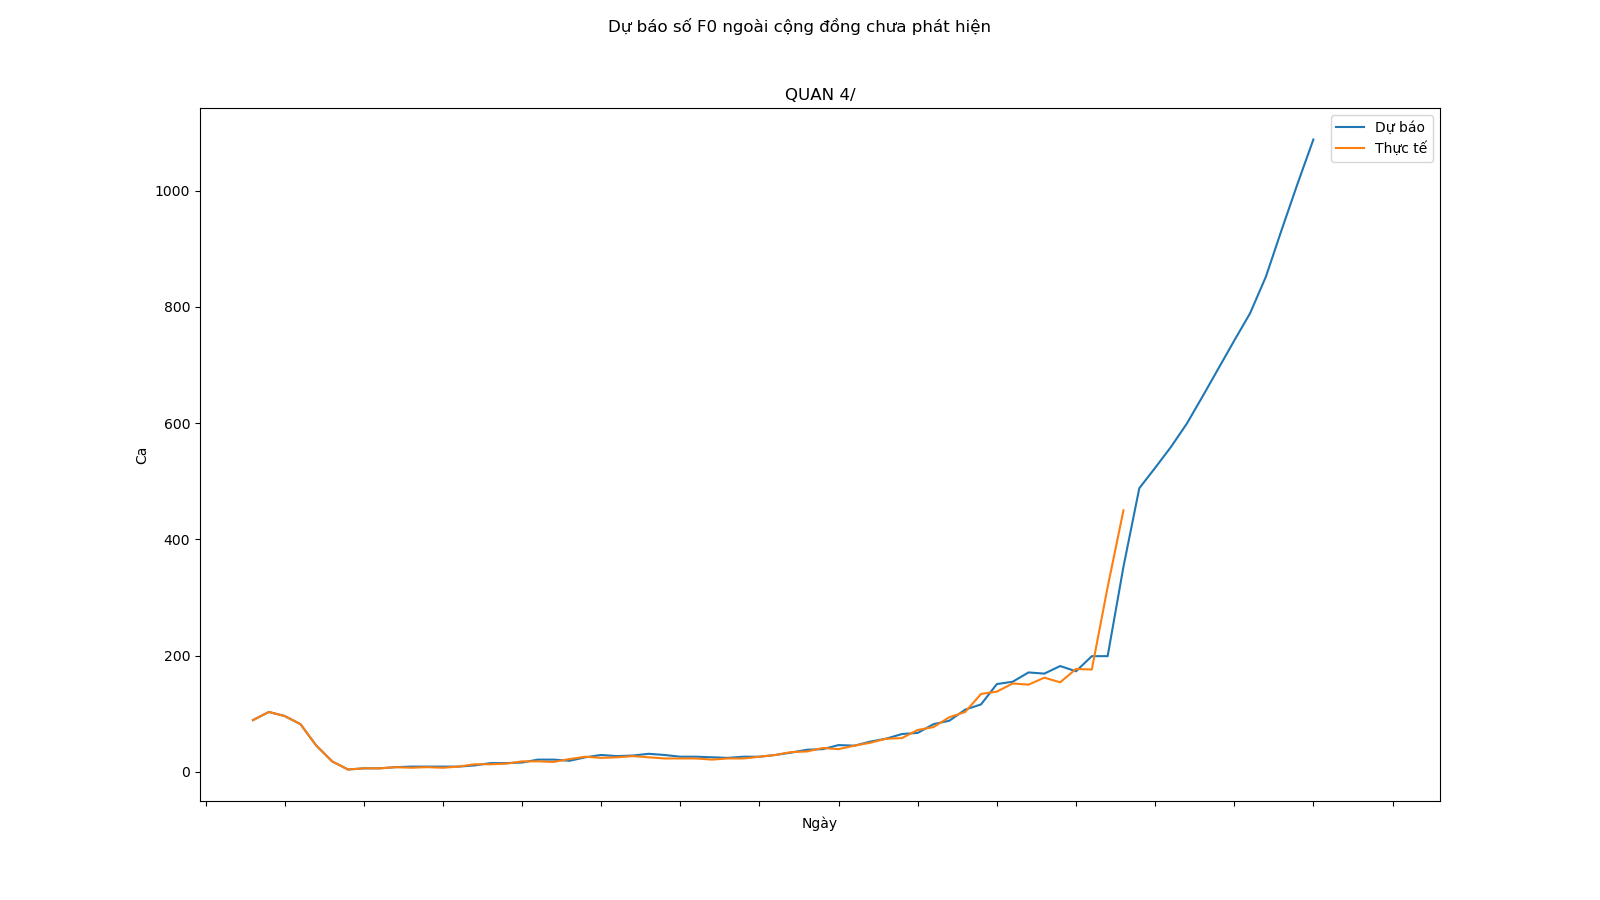 Dự báo số F0 ngoài cộng đồng chưa phát hiện
QUAN 4/
Dự báo
Thực tế
1000
800
600
400
200
0
Ca
Ngày